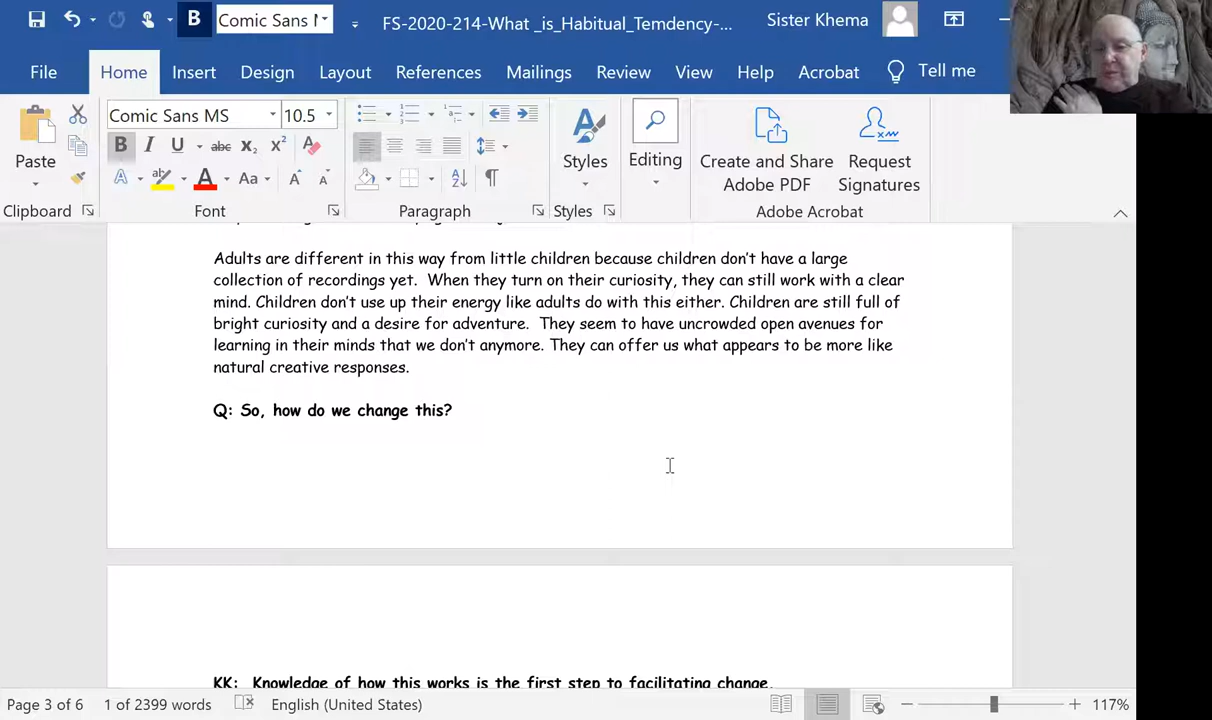 Comic Sans M
FS-2020-214-What _is_Habitual_Temdency-...
Sister Khema
File
Home
Insert
Design
Layout
References
Mailings
Review
View
Help
Acrobat
Tell me
Comic Sans MS
10.5
Paste
Styles
Editing
Create and Share
Adobe PDF
Request
Signatures
Clipboard
Font
Paragraph
Styles
Adobe Acrobat
Adults are different in this way from little children because children don't have a large
collection of recordings yet.  When they turn on their curiosity, they can still work with a clear
mind. Children don't use up their energy like adults do with this either. Children are still full of
bright curiosity and a desire for adventure.  They seem to have uncrowded open avenues for
learning in their minds that we don't anymore. They can offer us what appears to be more like
natural creative responses.
Q: So, how do we change this?
KK:  Knowledge of how this works is the first step to facilitating change.
Page 3 of 6
1 of 2399 words
English (United States)
117%